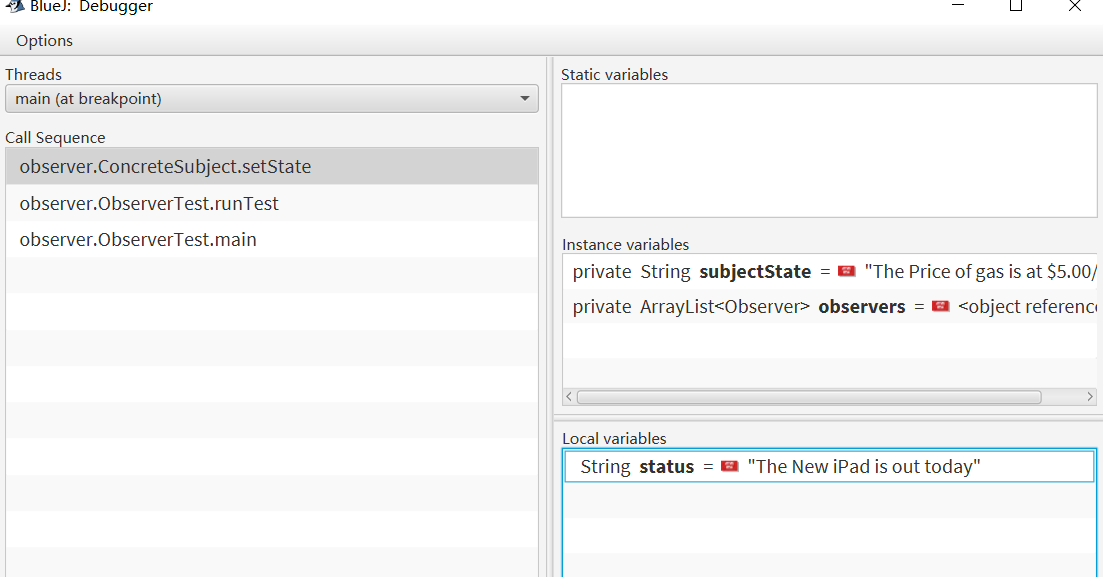 BlueJ: Debugger
Options
Threads
main (at breakpoint)
Call Sequence
observer.ConcreteSubject.setState
observer.ObserverTest.runTest
observer.ObserverTest.main
Static variables
Instance variables
private String subjectState = "The Price of gas is at $5.00/
private ArrayList<Observer> observers = <object reference
Local variables
String status = "The New iPad is out today"